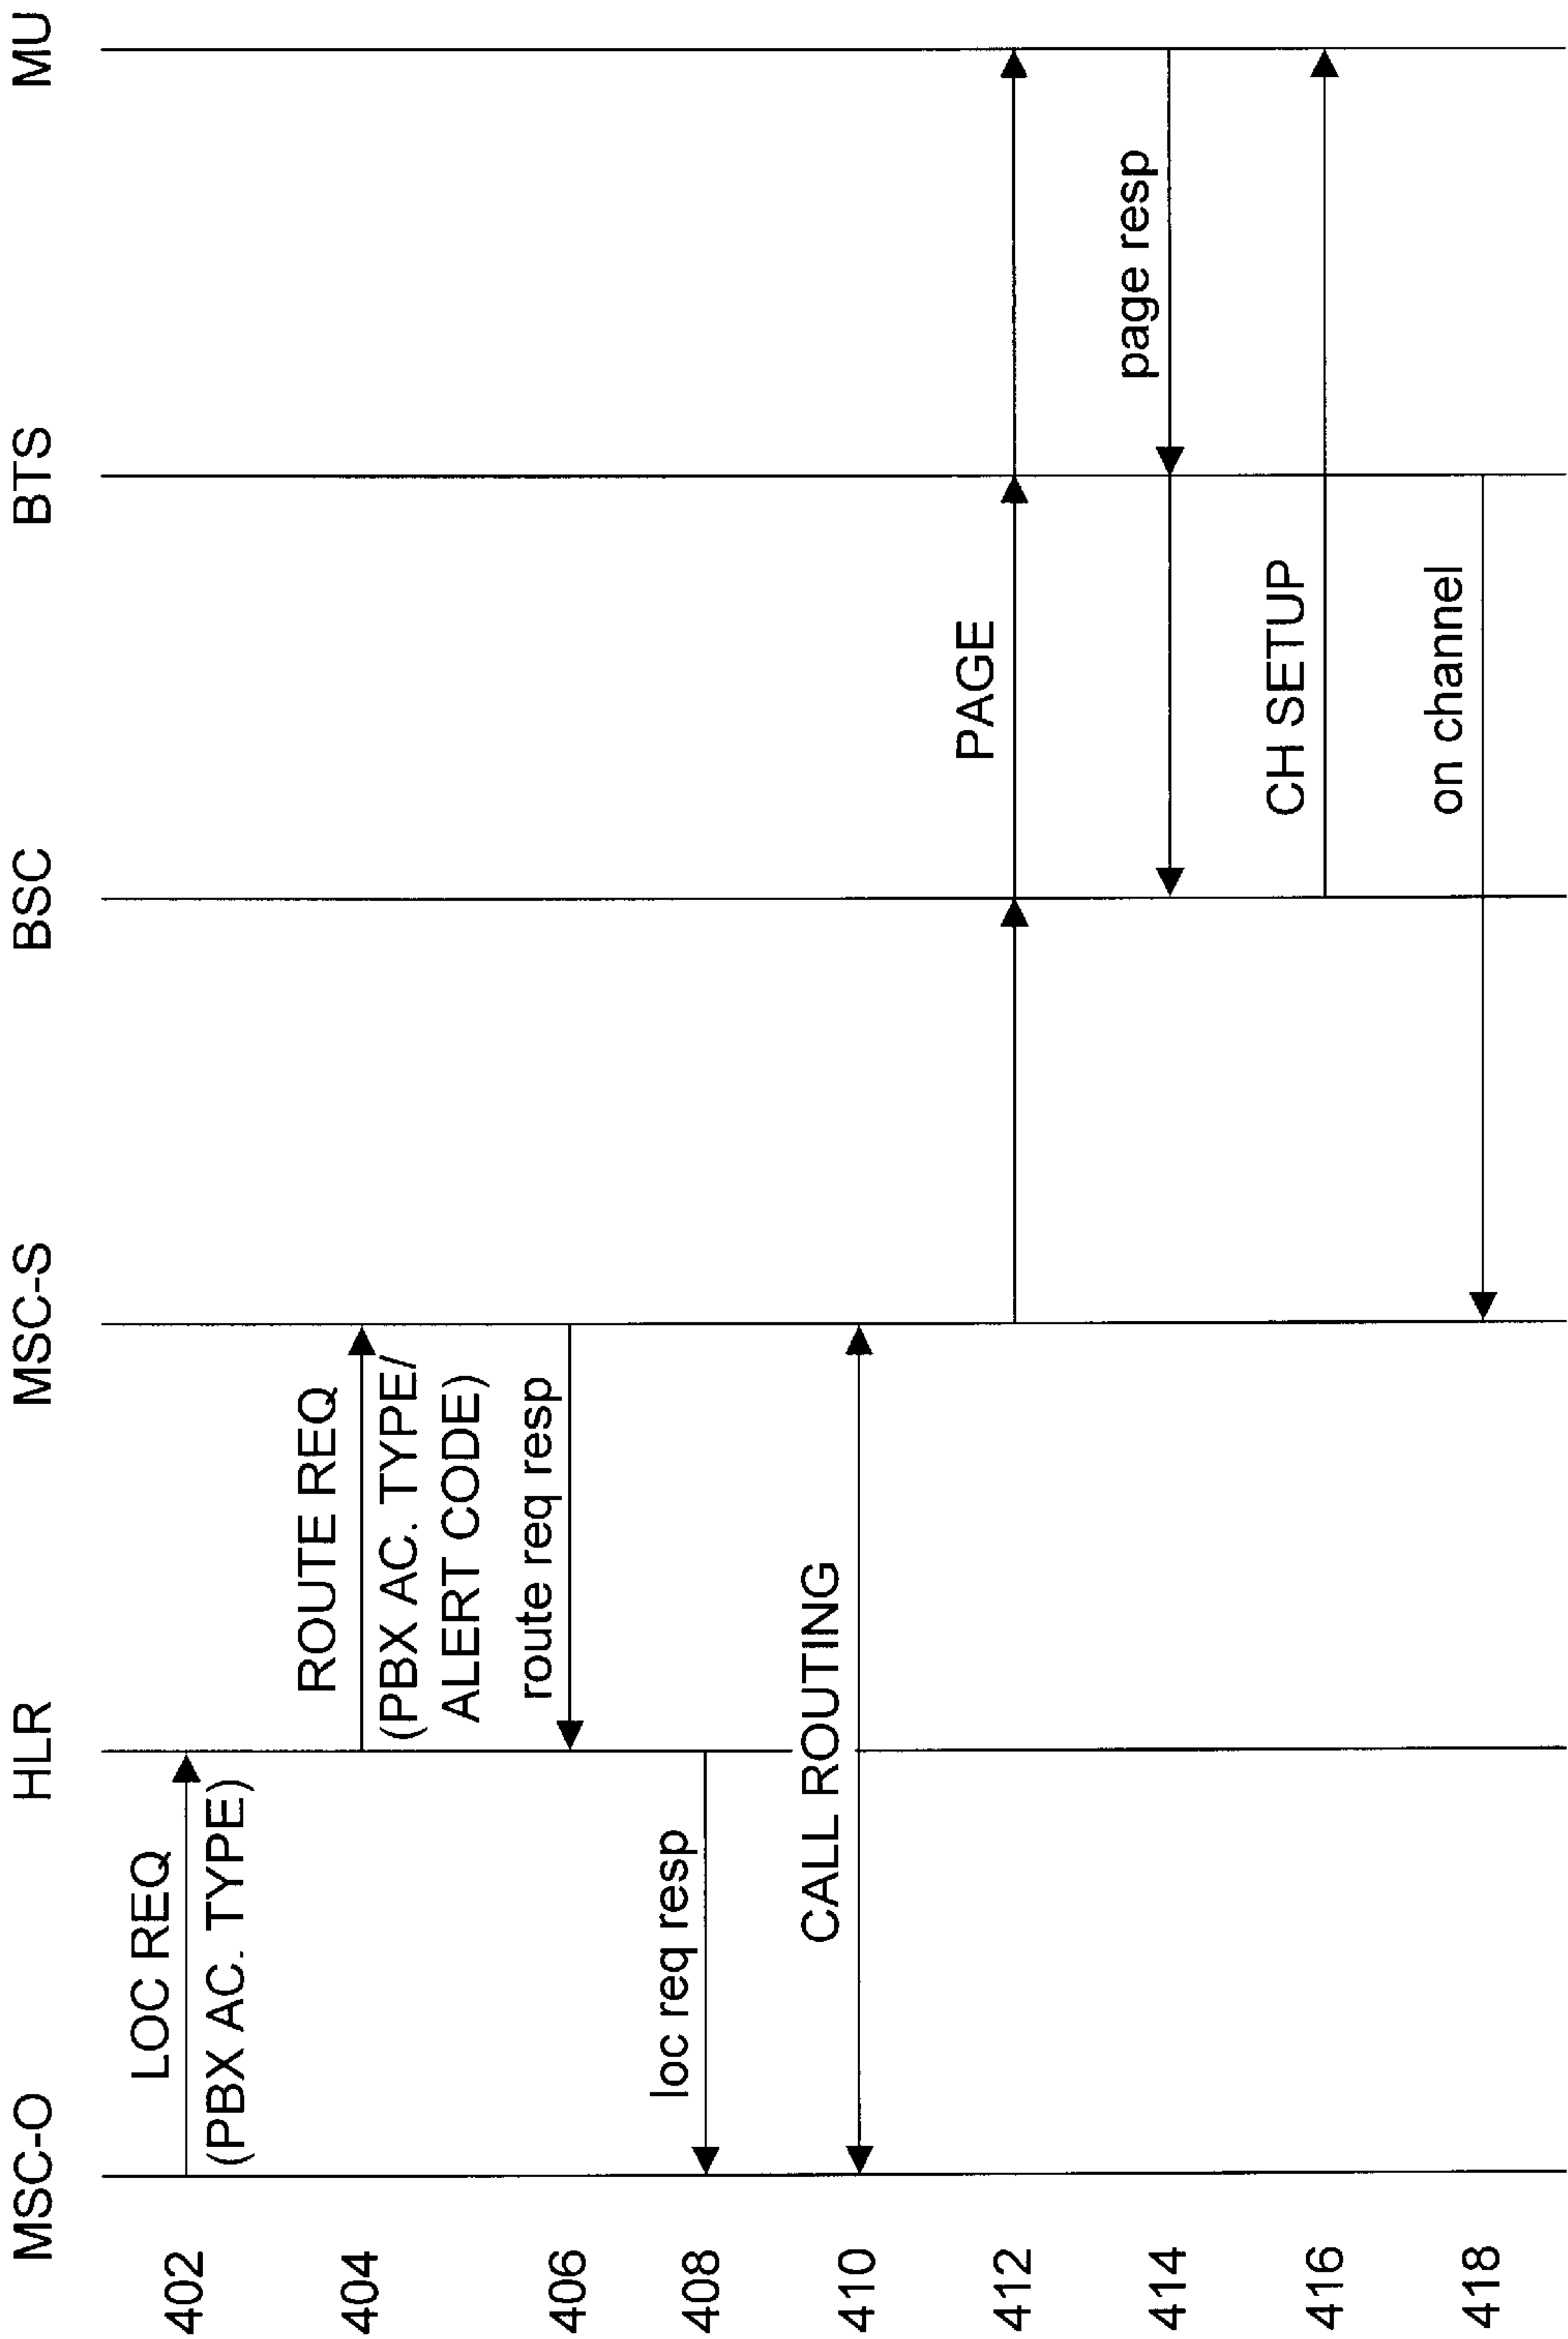 MSC-O
HLR
MSC-S
BSC
BTS
MU
402
LOC REQ
(PBX AC. TYPE)
404
ROUTE REQ
(PBX AC. TYPE/
ALERT CODE)
406
route req resp
408
loc req resp
410
CALL ROUTING
412
PAGE
414
page resp
416
CH SETUP
418
on channel